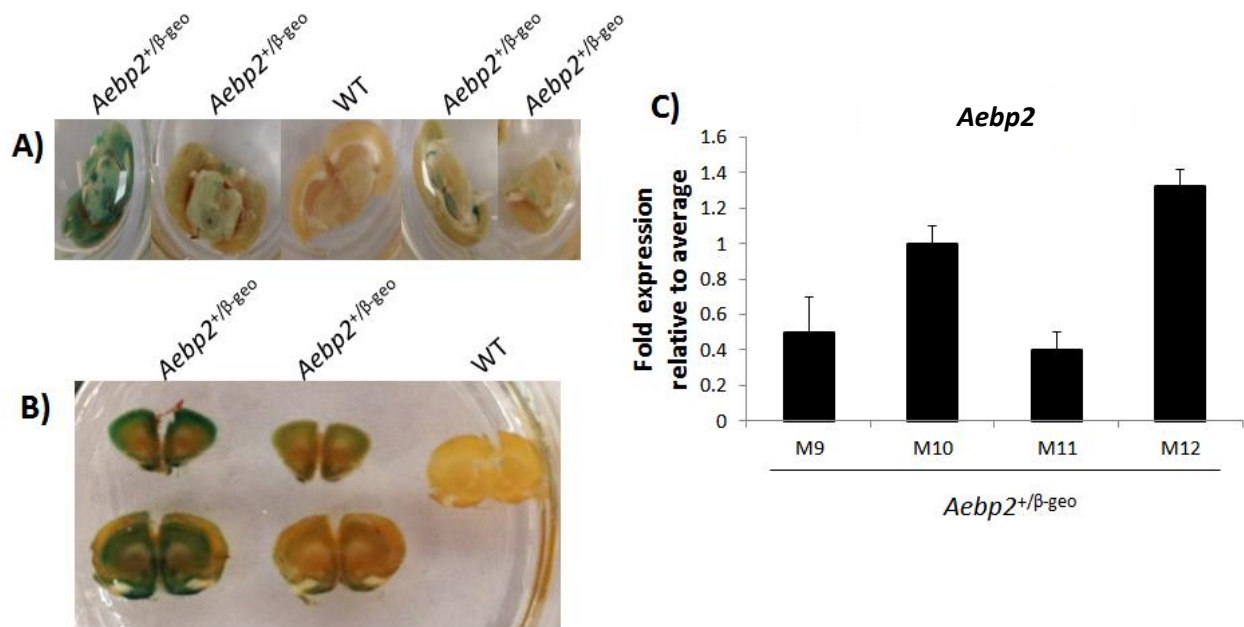 A)
Aebp2+/β-geo
Aebp2+/β-geo
WT
Aebp2+/β-geo
Aebp2+/β-geo
B)
Aebp2+/β-geo
Aebp2+/β-geo
WT
C)
Aebp2
Fold expression
relative to average
1.6
1.4
1.2
1
0.8
0.6
0.4
0.2
0
M9 M10 M11 M12
Aebp2+/β-geo